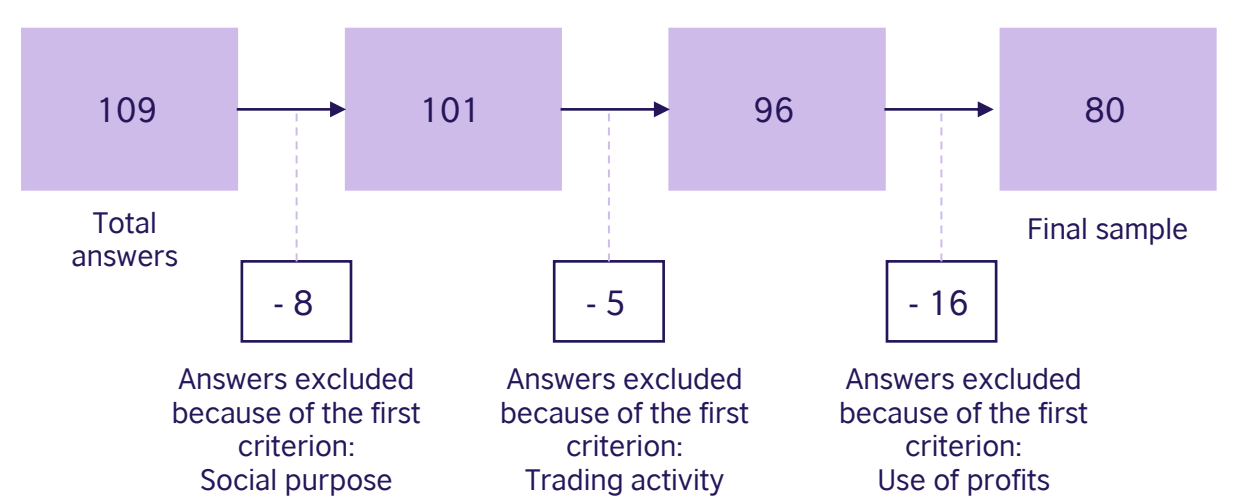 109
101
96
80
Total
answers
Final sample
- 8
- 5
- 16
Answers excluded
because of the first
criterion:
Social purpose
Answers excluded
because of the first
criterion:
Trading activity
Answers excluded
because of the first
criterion:
Use of profits